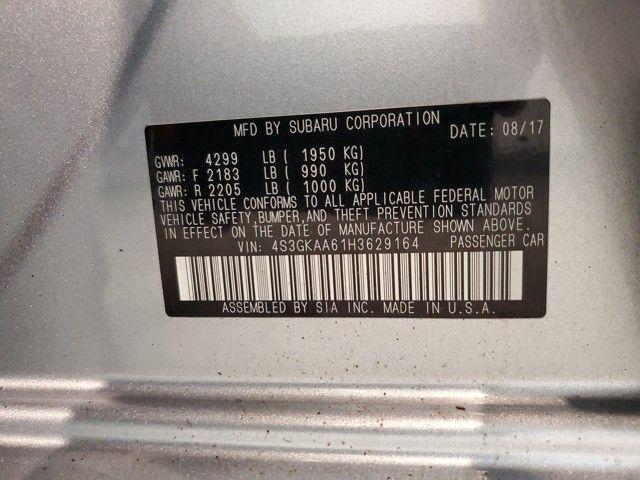 MFD BY SUBARU CORPORATION DATE: 08/17
GVWR: 4299 LB ( 1950 KG)
GAWR: F 2183 LB ( 990 KG)
GAWR: R 2205 LB ( 1000 KG)
THIS VEHICLE CONFORMS TO ALL APPLICABLE FEDERAL MOTOR
VEHICLE SAFETY, BUMPER, AND THEFT PREVENTION STANDARDS
IN EFFECT ON THE DATE OF MANUFACTURE SHOWN ABOVE.
VIN: 4S3GKAA61H3629164 PASSENGER CAR
ASSEMBLED BY SIA INC. MADE IN U.S.A.